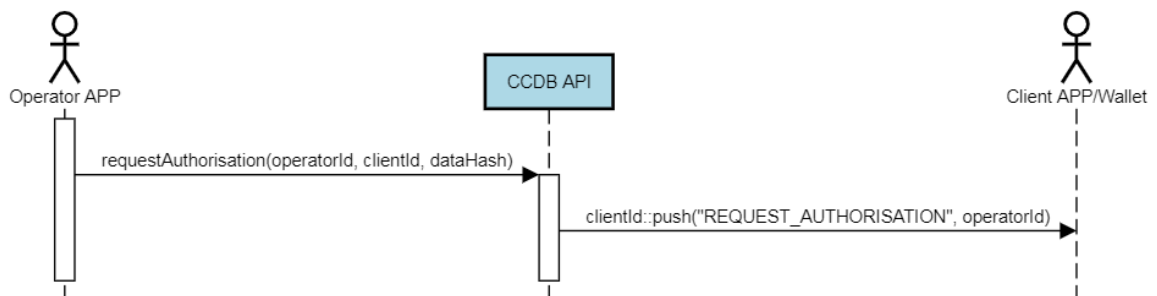 Operator APP
CCDB API
Client APP/Wallet
requestAuthorisation(operatorId, clientId, dataHash)
clientId::push("REQUEST_AUTHORISATION", operatorId)